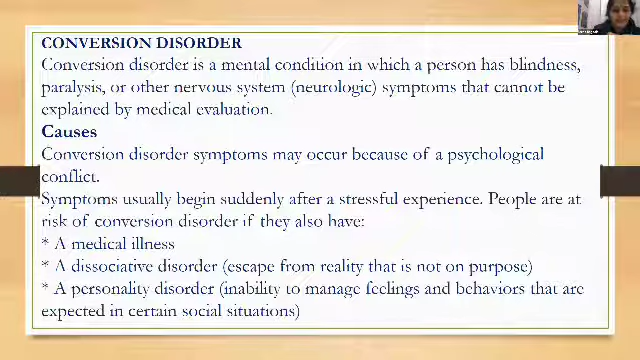 CONVERSION DISORDER
Conversion disorder is a mental condition in which a person has blindness,
paralysis, or other nervous system (neurologic) symptoms that cannot be
explained by medical evaluation.
Causes
Conversion disorder symptoms may occur because of a psychological
conflict.
Symptoms usually begin suddenly after a stressful experience. People are at
risk of conversion disorder if they also have:
* A medical illness
* A dissociative disorder (escape from reality that is not on purpose)
* A personality disorder (inability to manage feelings and behaviors that are
expected in certain social situations)